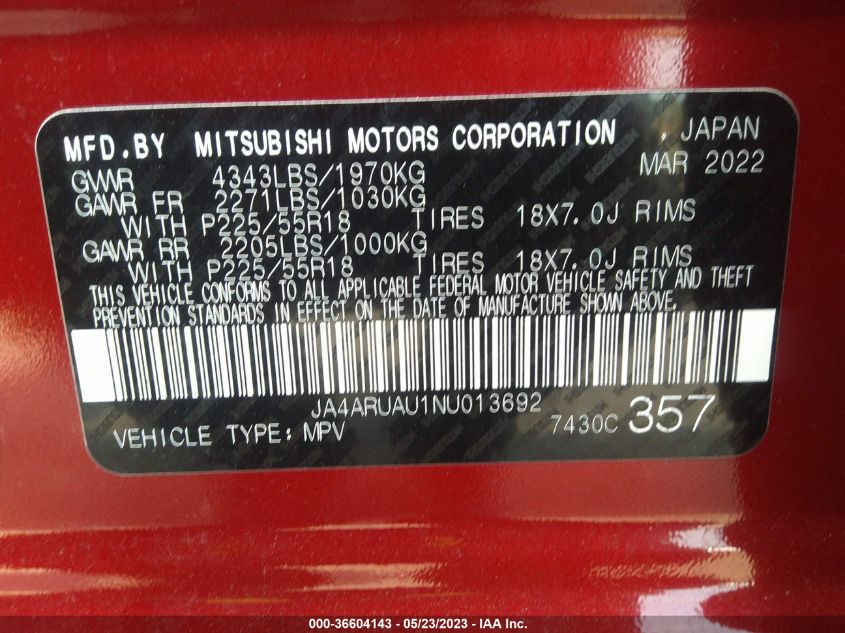 MFD.BY MITSUBISHI MOTORS CORPORATION , JAPAN
GVWR 4343LBS/1970KG MAR 2022
GAWR FR 2271LBS/1030KG
WITH P225/55R18 TIRES 18X7.0J RIMS
GAWR RR 2205LBS/1000KG
WITH P225/55R18 TIRES 18X7.0J RIMS
THIS VEHICLE CONFORMS TO ALL APPLICABLE FEDERAL MOTOR VEHICLE SAFETY AND THEFT
PREVENTION STANDARDS IN EFFECT ON THE DATE OF MANUFACTURE SHOWN ABOVE.
JA4ARUAU1NU013692
VEHICLE TYPE: MPV 7430C 357
000-36604143 — 05/23/2023 — IAA Inc.